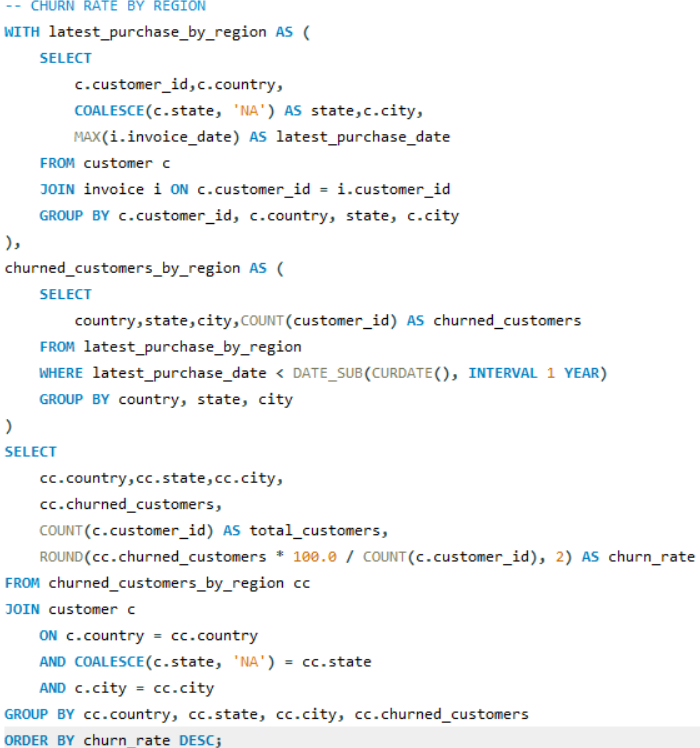 -- CHURN RATE BY REGION
WITH latest_purchase_by_region AS (
    SELECT
        c.customer_id,c.country,
        COALESCE(c.state, 'NA') AS state,c.city,
        MAX(i.invoice_date) AS latest_purchase_date
    FROM customer c
    JOIN invoice i ON c.customer_id = i.customer_id
    GROUP BY c.customer_id, c.country, state, c.city
),
churned_customers_by_region AS (
    SELECT
        country,state,city,COUNT(customer_id) AS churned_customers
    FROM latest_purchase_by_region
    WHERE latest_purchase_date < DATE_SUB(CURDATE(), INTERVAL 1 YEAR)
    GROUP BY country, state, city
)
SELECT
    cc.country,cc.state,cc.city,
    cc.churned_customers,
    COUNT(c.customer_id) AS total_customers,
    ROUND(cc.churned_customers * 100.0 / COUNT(c.customer_id), 2) AS churn_rate
FROM churned_customers_by_region cc
JOIN customer c
    ON c.country = cc.country
    AND COALESCE(c.state, 'NA') = cc.state
    AND c.city = cc.city
GROUP BY cc.country, cc.state, cc.city, cc.churned_customers
ORDER BY churn_rate DESC;